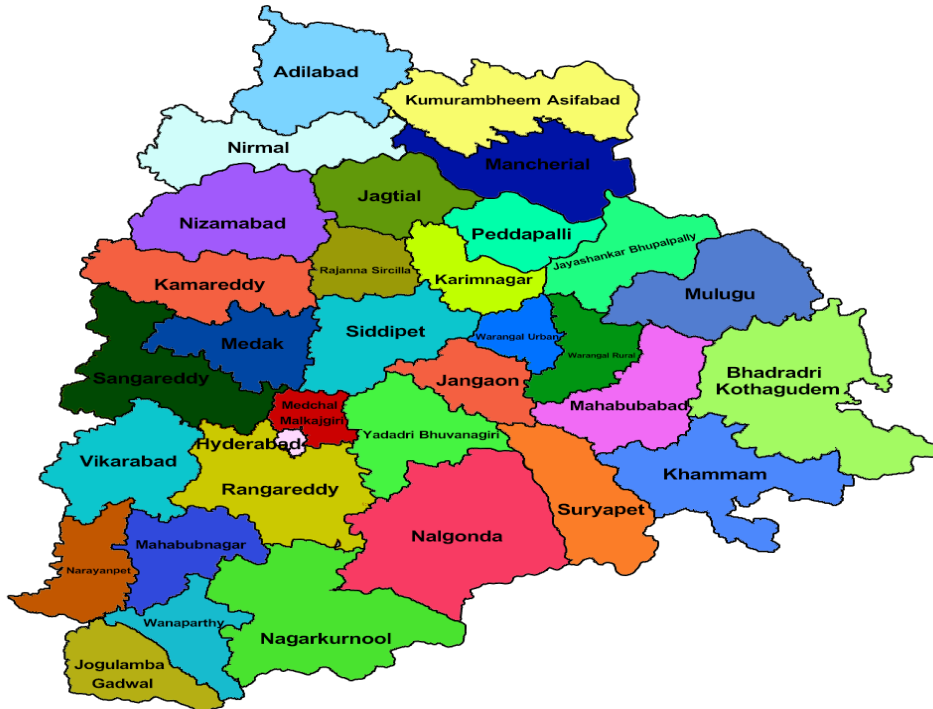 Adilabad
Kumurambheem Asifabad
Nirmal
Mancherial
Jagtial
Nizamabad
Peddapalli
Jayashankar Bhupalpally
Rajanna Sircilla
Karimnagar
Kamareddy
Mulugu
Siddipet
Warangal Urban
Medak
Warangal Rural
Bhadradri
Kothagudem
Sangareddy
Jangaon
Mahabubabad
Medchal
Malkajgiri
Yadadri Bhuvanagiri
Hyderabad
Vikarabad
Khammam
Rangareddy
Suryapet
Nalgonda
Mahabubnagar
Narayanpet
Wanaparthy
Nagarkurnool
Jogulamba
Gadwal